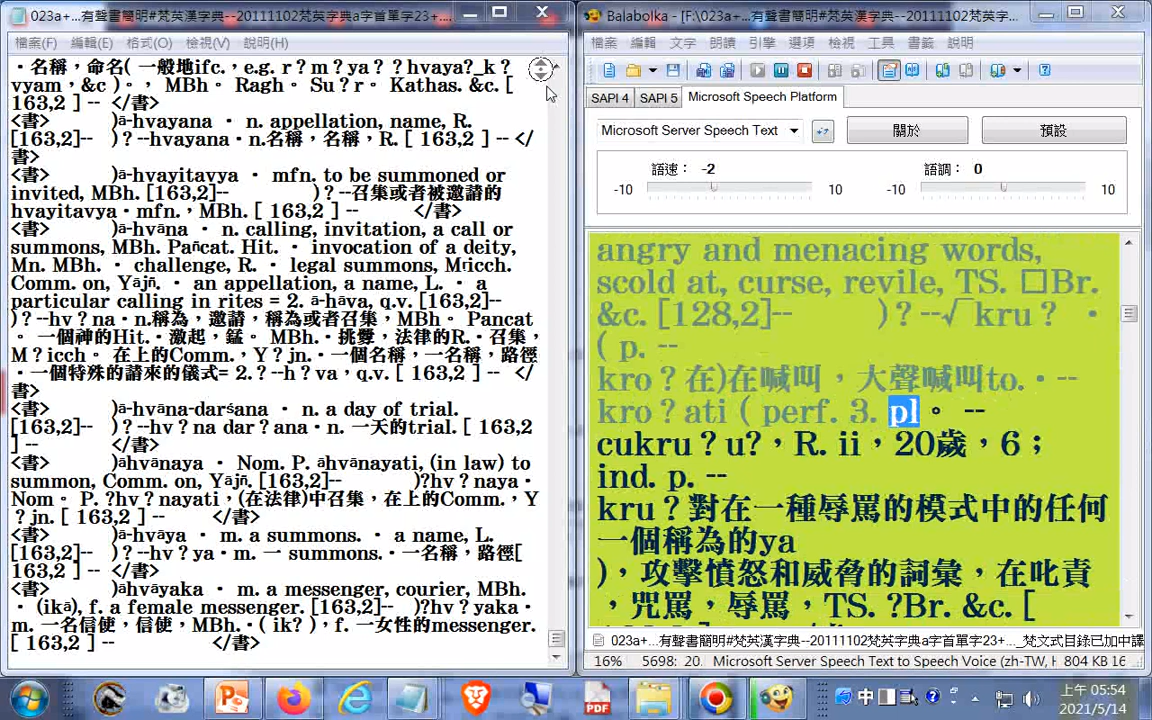 023a+...有聲書簡明#梵英漢字典--20111102梵英字典a字首單字23+...
檔案(F) 編輯(E) 格式(O) 檢視(V) 說明(H)
・名稱，命名( 一般地ifc.，e.g. r？m？ya？？hvaya?_k？
vyam，&c )。， MBh。Ragh。Su？r。Kathas. &c. [
163,2 ] -- </書>
<書> )ā-hvayana ・ n. appellation, name, R.
[163,2]-- )？--hvayana・n.名稱，名稱，R. [ 163,2 ] -- </
書>
<書> )ā-hvayitavya ・ mfn. to be summoned or
invited, MBh. [163,2]-- )？--召集或者被邀請的
hvayitavya・mfn.，MBh. [ 163,2 ] -- </書>
<書> )ā-hvāna ・ n. calling, invitation, a call or
summons, MBh. Pañcat. Hit. ・ invocation of a deity,
Mn. MBh. ・ challenge, R. ・ legal summons, Mṛicch.
Comm. on, Yājñ. ・ an appellation, a name, L. ・ a
particular calling in rites = 2. ā-hāva, q.v. [163,2]--
)？--hv？na・n.稱為，邀請，稱為或者召集，MBh。Pancat
。一個神的Hit.・激起，錳。 MBh.・挑釁，法律的R.・召集，
M？icch。 在上的Comm.，Y？jn.・一個名稱，一名稱，路徑
・一個特殊的請來的儀式= 2.？--h？va，q.v. [ 163,2 ] -- </
書>
<書> )ā-hvāna-darśana ・ n. a day of trial.
[163,2]-- )？--hv？na dar？ana・n. 一天的trial. [ 163,2
] -- </書>
<書> )āhvānaya ・ Nom. P. āhvānayati, (in law) to
summon, Comm. on, Yājñ. [163,2]-- )?hv？naya・
Nom。 P. ?hv？nayati，(在法律)中召集，在上的Comm.，Y
？jn. [ 163,2 ] -- </書>
<書> )ā-hvāya ・ m. a summons. ・ a name, L.
[163,2]-- )？--hv？ya・m. 一 summons.・一名稱，路徑[
163,2 ] -- </書>
<書> )āhvāyaka ・ m. a messenger, courier, MBh.
・ (ikā), f. a female messenger. [163,2]-- )?hv？yaka・
m. 一名信使，信使，MBh.・( ik？)，f. 一女性的messenger.
[ 163,2 ] -- </書>
Balabolka - [F:\023a+...有聲書簡明#梵英漢字典--20111102梵英字...
檔案 編輯 文字 朗讀 引擎 選項 檢視 工具 書籤 說明
SAPI 4 SAPI 5 Microsoft Speech Platform
Microsoft Server Speech Text 關於 預設
語速： -2 語調： 0
-10 10 -10 10
angry and menacing words,
scold at, curse, revile, TS. □Br.
&c. [128,2]-- )？--√kru？ ・
( p. --
kro？在)在喊叫，大聲喊叫to.・--
kro？ati ( perf. 3. pl。 --
cukru？u?，R. ii，20歲，6；
ind. p. --
kru？對在一種辱罵的模式中的任何
一個稱為的ya
)，攻擊憤怒和威脅的詞彙，在叱責
，咒罵，辱罵，TS. ?Br. &c. [
023a+...有聲書簡明#梵英漢字典--20111102梵英字典a字首單字23+..._梵文式目錄已加中譯
16% 5698: 20. Microsoft Server Speech Text to Speech Voice (zh-TW, H 804 KB 16
中
上午 05:54
2021/5/14